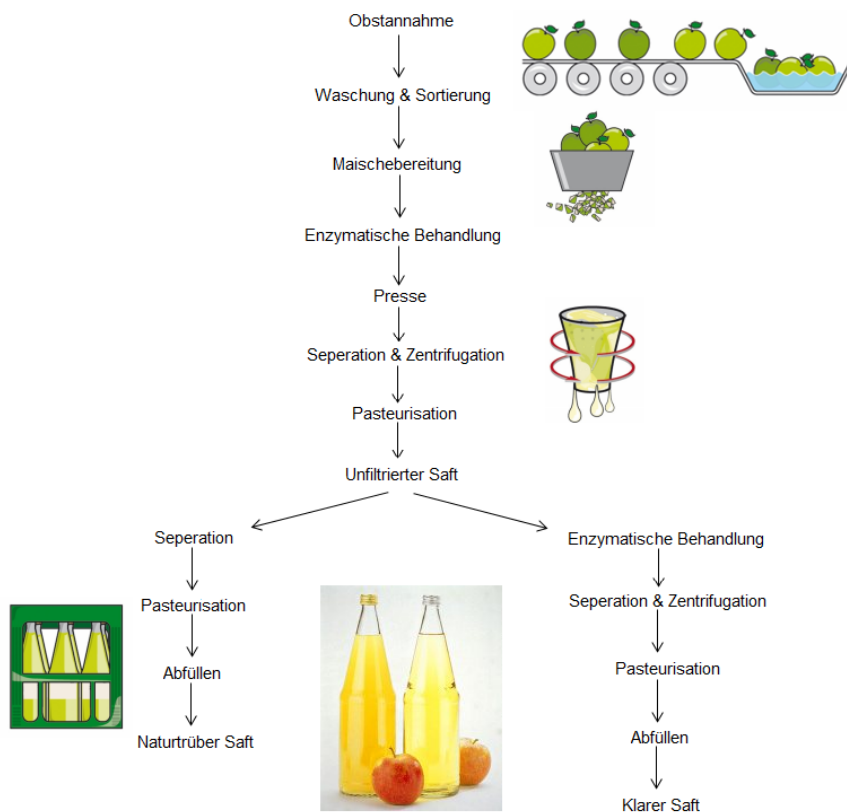 Obstannahme
Waschung & Sortierung
Maischebereitung
Enzymatische Behandlung
Presse
Seperation & Zentrifugation
Pasteurisation
Unfiltrierter Saft
Seperation
Pasteurisation
Abfüllen
Naturtrüber Saft
Enzymatische Behandlung
Seperation & Zentrifugation
Pasteurisation
Abfüllen
Klarer Saft